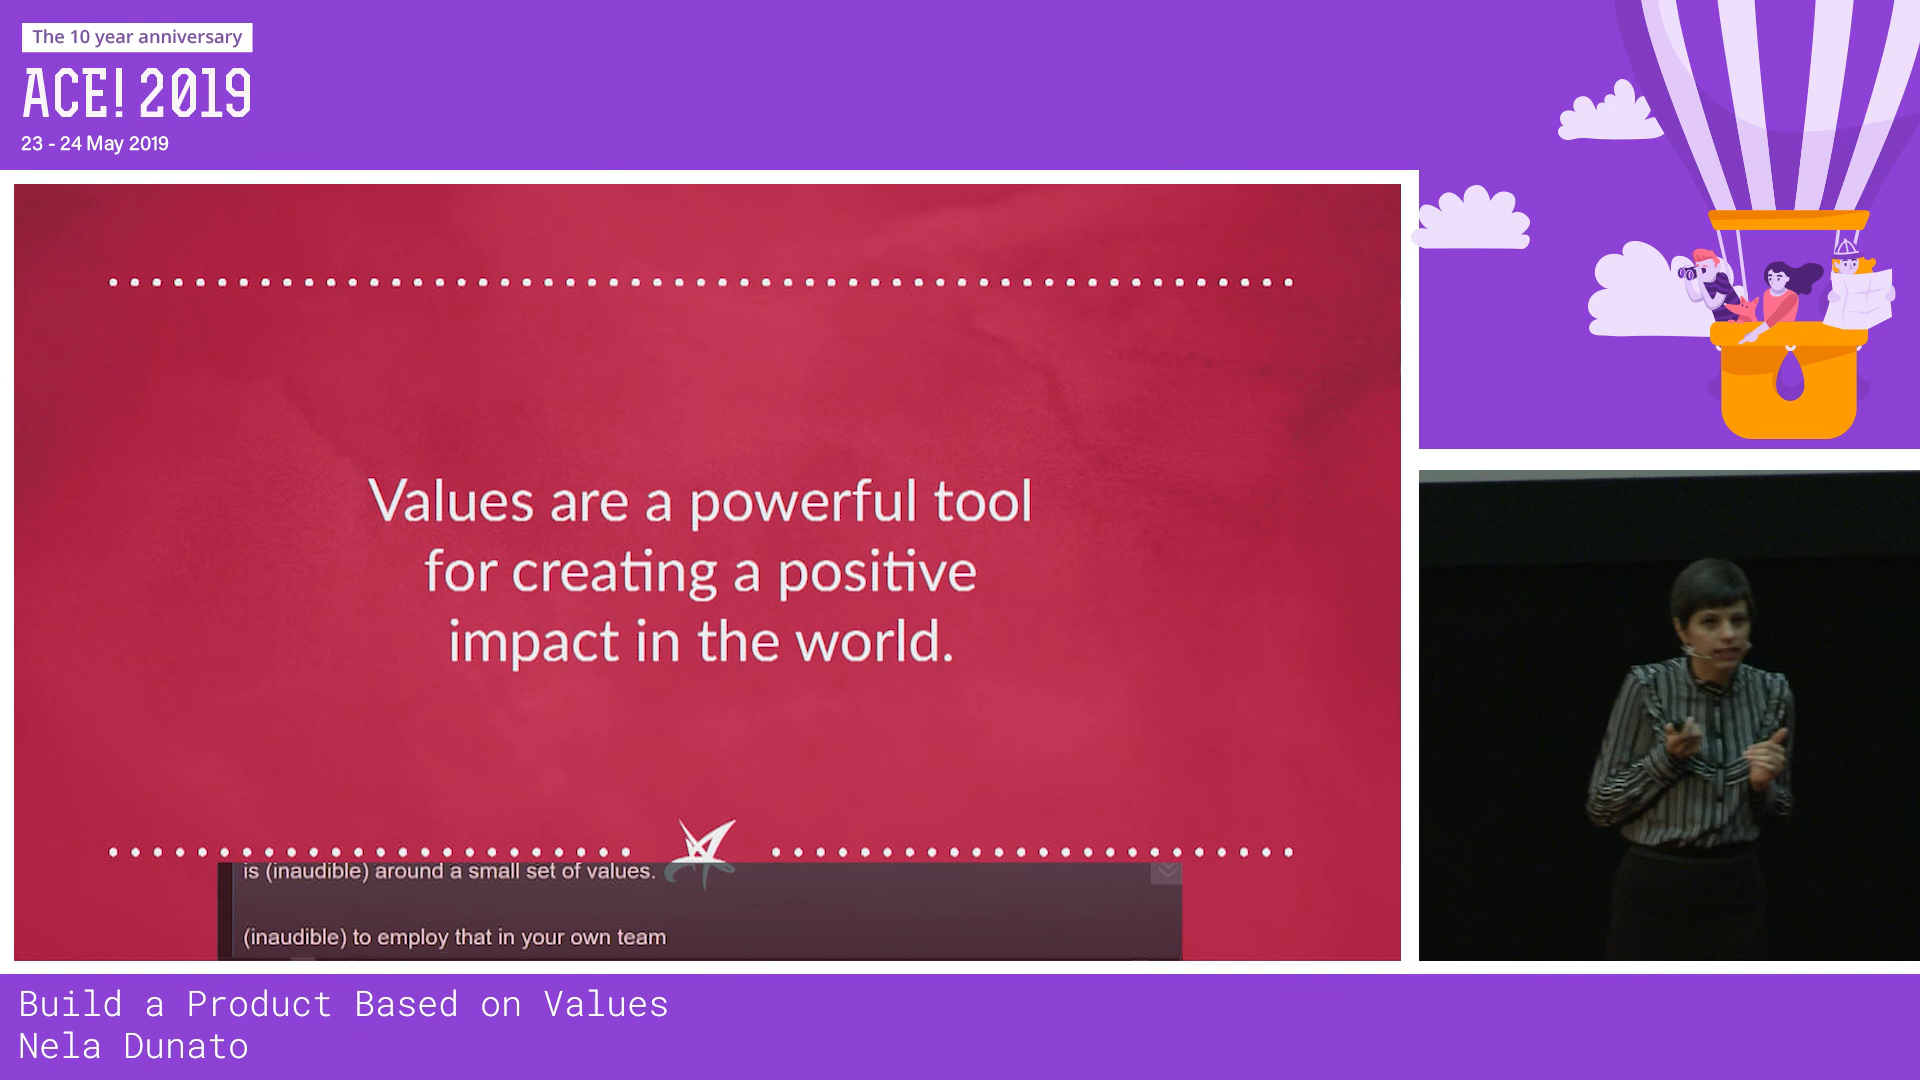 The 10 year anniversary
ACE! 2019
23 - 24 May 2019
Values are a powerful tool
for creating a positive
impact in the world.
is (inaudible) around a small set of values.
(inaudible) to employ that in your own team
Build a Product Based on Values
Nela Dunato